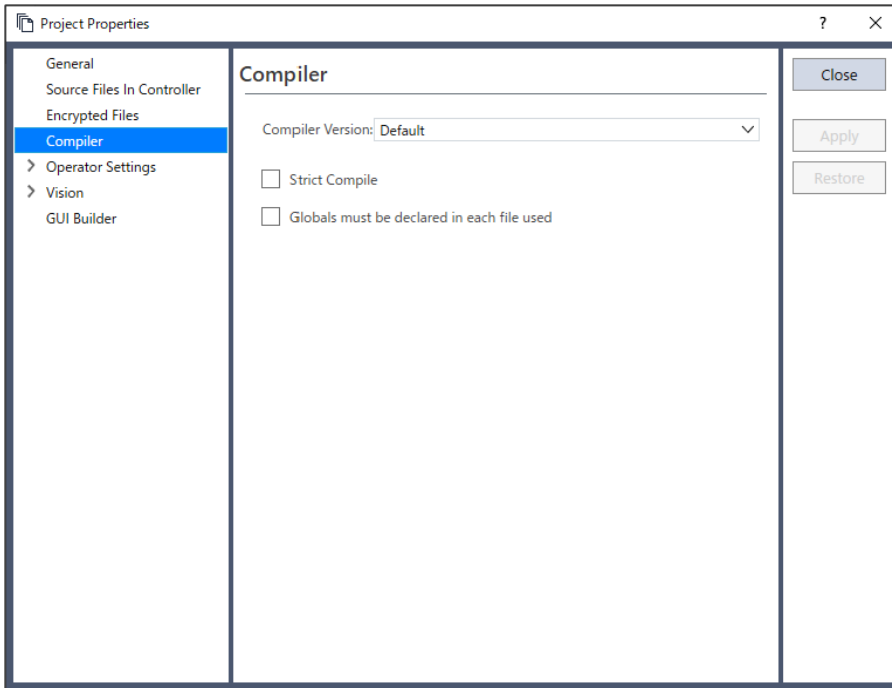 Project Properties
?
General
Source Files In Controller
Encrypted Files
Compiler
Operator Settings
Vision
GUI Builder
Compiler
Compiler Version: Default
Strict Compile
Globals must be declared in each file used
Close
Apply
Restore